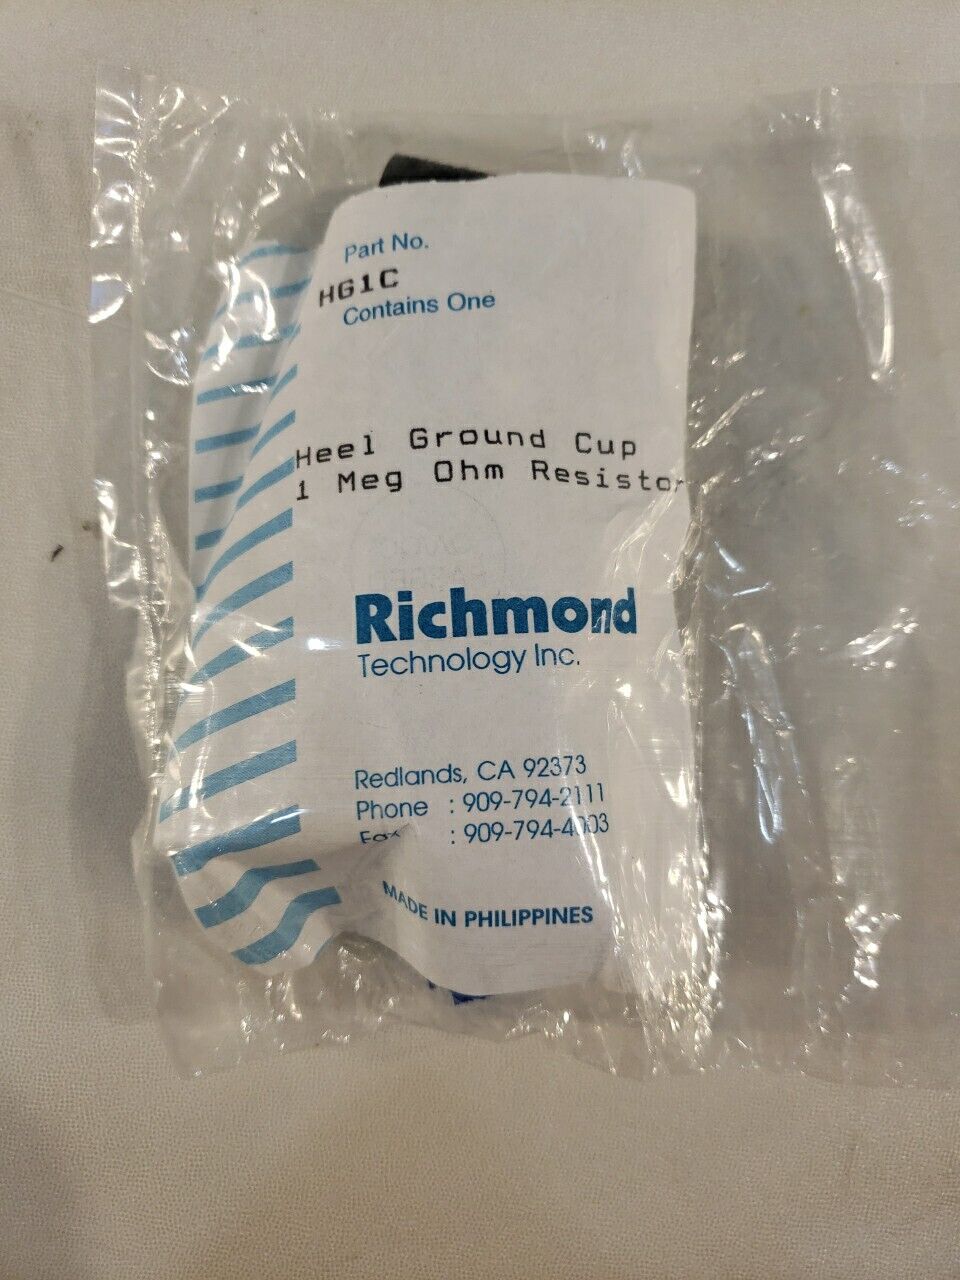 Part No.
HG1C
Contains One
Heel Ground Cup
1 Meg Ohm Resistor
Richmond
Technology Inc.
Redlands, CA 92373
Phone : 909-794-2111
Fax : 909-794-4003
MADE IN PHILIPPINES